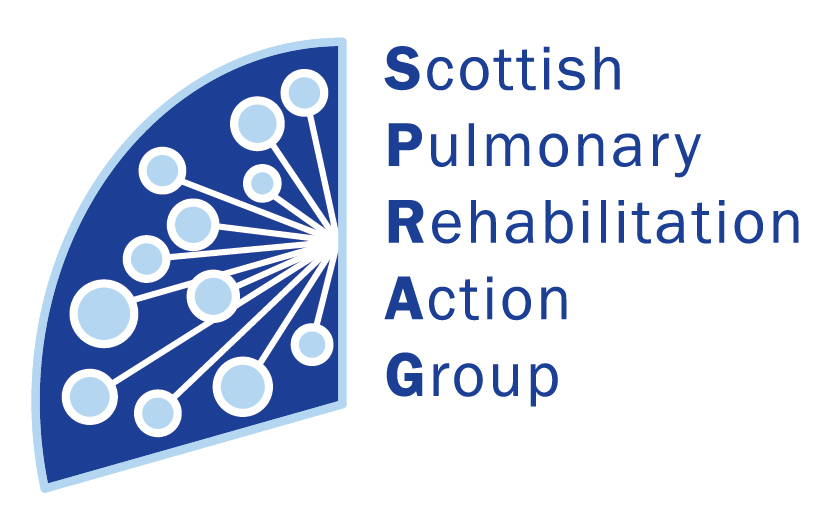 Scottish
Pulmonary
Rehabilitation
Action
Group